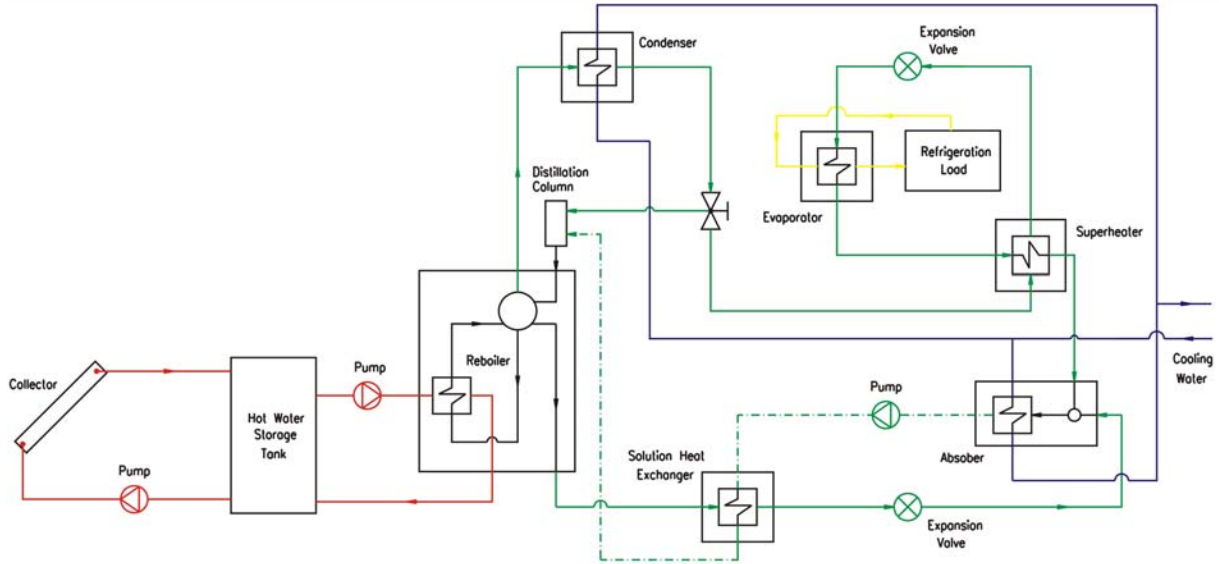 Condenser
Expansion
Valve
Refrigeration
Load
Distillation
Column
Evaporator
Superheater
Reboiler
Collector
Pump
Hot Water
Storage
Tank
Pump
Pump
Cooling
Water
Solution Heat
Exchanger
Absober
Expansion
Valve